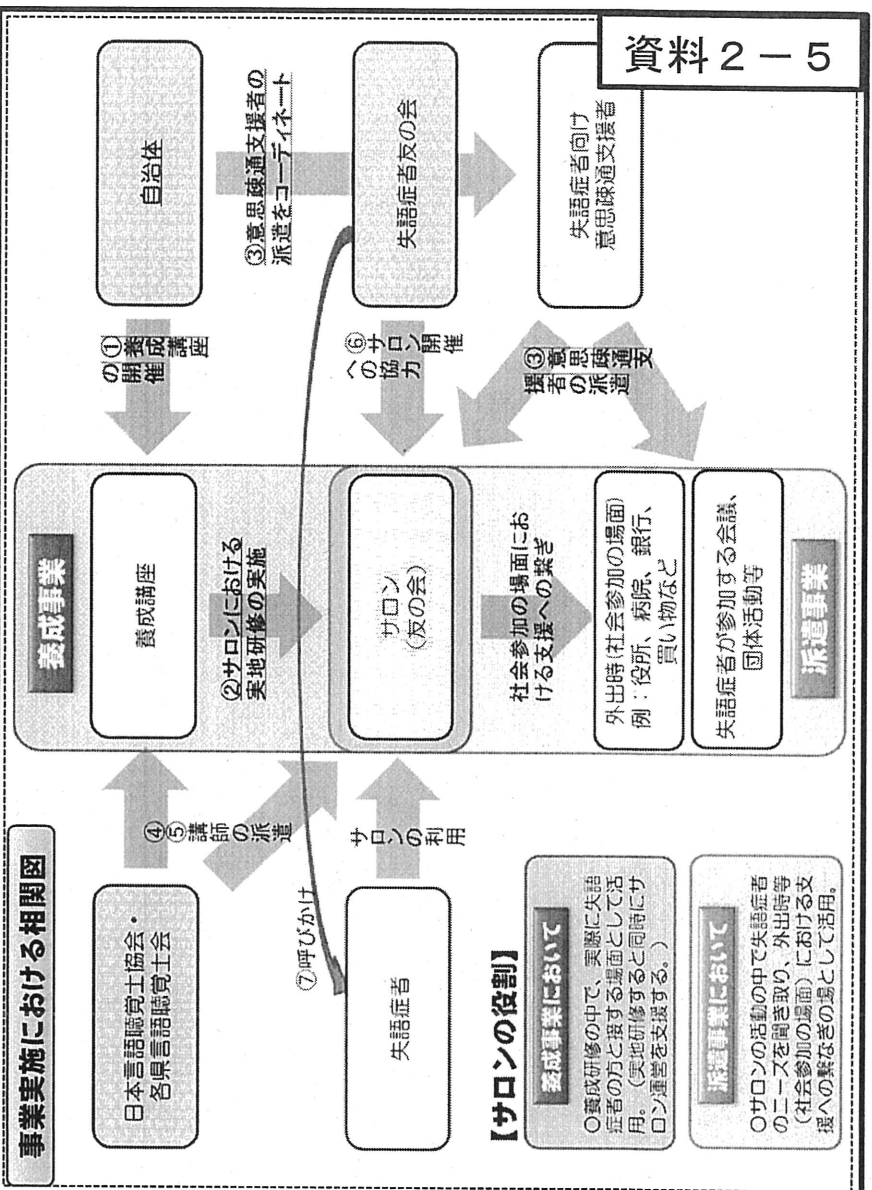 資料２－５
事業実施における相関図
日本言語聴覚士協会・
各県言語聴覚士会
④⑤講師の派遣
養成事業
養成講座
①養成講座
の開催
自治体
②サロンにおける
実地研修の実施
③意思疎通支援者の
派遣をコーディネート
⑦呼びかけ
失語症者
サロンの利用
サロン
(友の会)
⑥サロン開催
への協力
失語症者友の会
社会参加の場面にお
ける支援への繋ぎ
③意思疎通支
援者の派遣
失語症者向け
意思疎通支援者
外出時(社会参加の場面)
例：役所、病院、銀行、
買い物など
失語症者が参加する会議、
団体活動等
派遣事業
【サロンの役割】
養成事業において
○養成研修の中で、実際に失語
症者の方と接する場面として活
用。（実地研修すると同時にサ
ロン運営を支援する。）
派遣事業において
○サロンの活動の中で失語症者
のニーズを聞き取り、外出時等
（社会参加の場面）における支
援への繋なぎの場として活用。